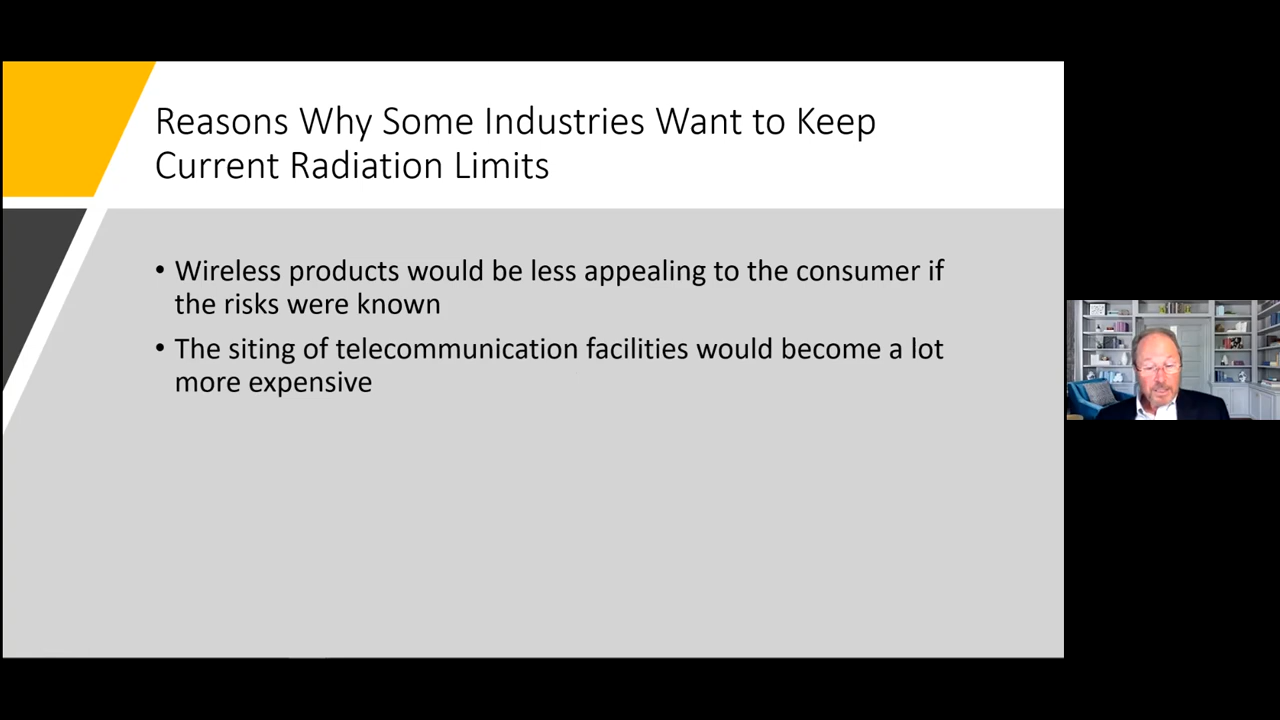 Reasons Why Some Industries Want to Keep
Current Radiation Limits
• Wireless products would be less appealing to the consumer if
the risks were known
• The siting of telecommunication facilities would become a lot
more expensive